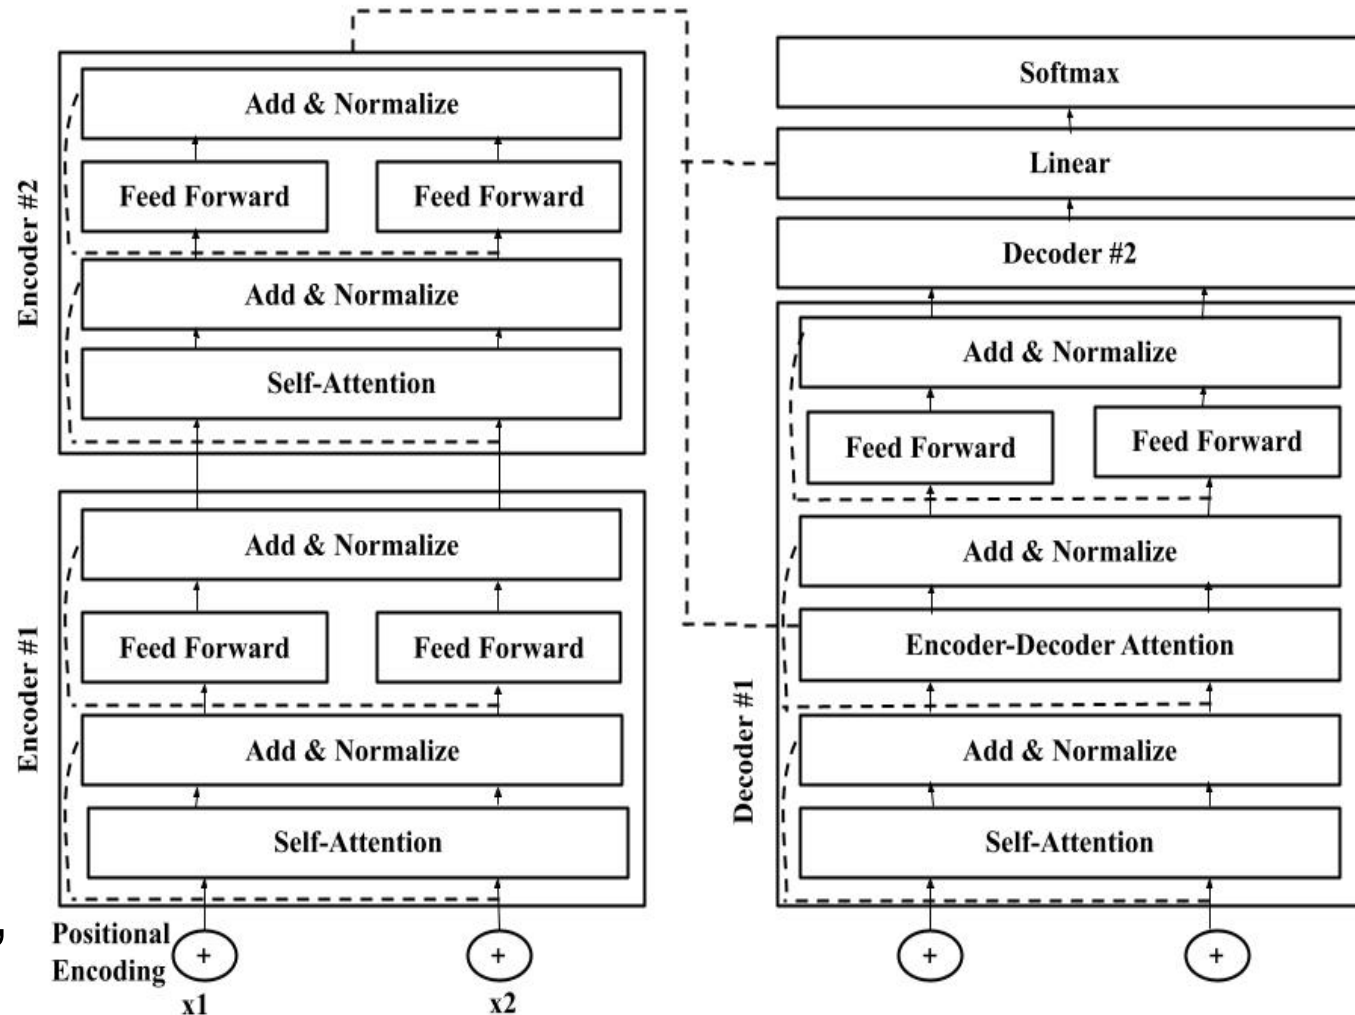 Encoder #2
Add & Normalize
Feed Forward
Feed Forward
Add & Normalize
Self-Attention
Encoder #1
Add & Normalize
Feed Forward
Feed Forward
Add & Normalize
Self-Attention
Positional
Encoding
+
+
x1
x2
Softmax
Linear
Decoder #2
Decoder #1
Add & Normalize
Feed Forward
Feed Forward
Add & Normalize
Encoder-Decoder Attention
Add & Normalize
Self-Attention
+
+